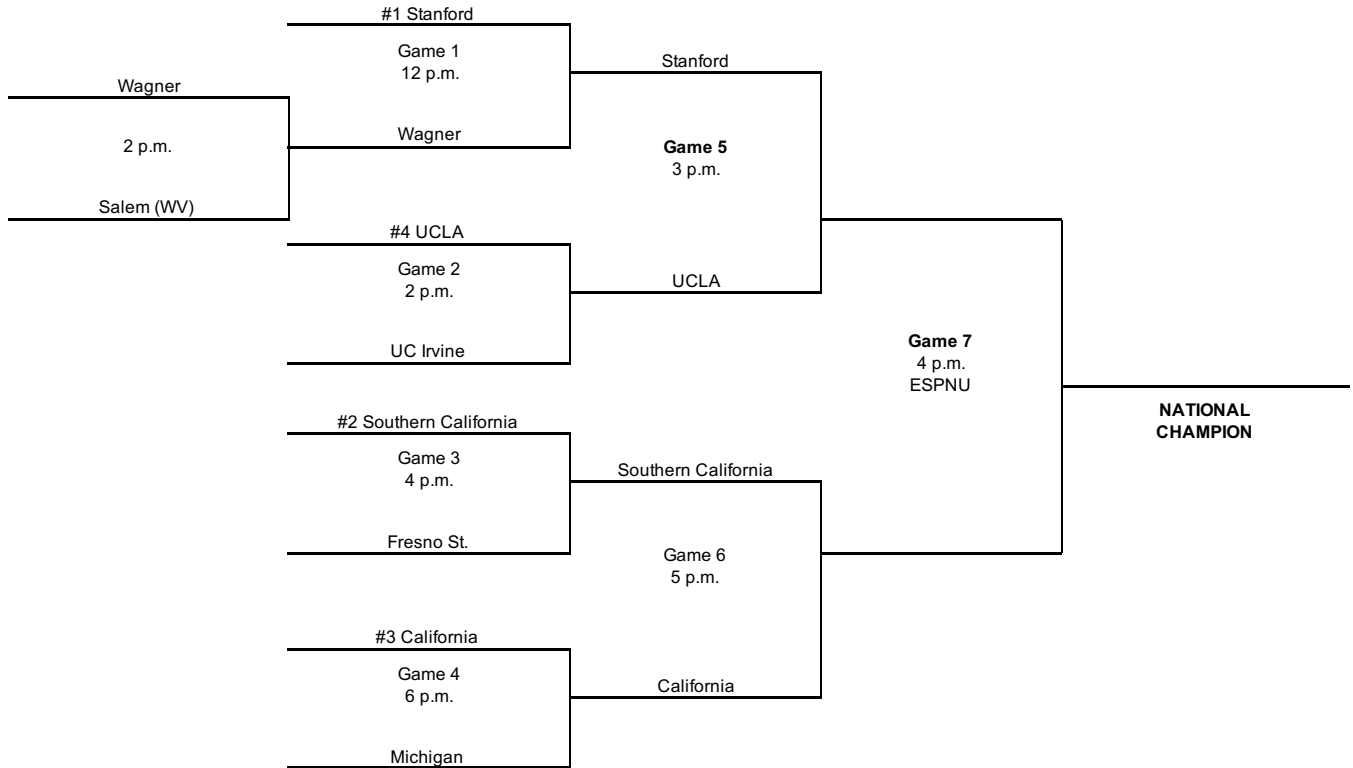 Wagner
2 p.m.
Salem (WV)
#1 Stanford
Game 1
12 p.m.
Wagner
#4 UCLA
Game 2
2 p.m.
UC Irvine
#2 Southern California
Game 3
4 p.m.
Fresno St.
#3 California
Game 4
6 p.m.
Michigan
Stanford
Game 5
3 p.m.
UCLA
Southern California
Game 6
5 p.m.
California
Game 7
4 p.m.
ESPNU
NATIONAL
CHAMPION